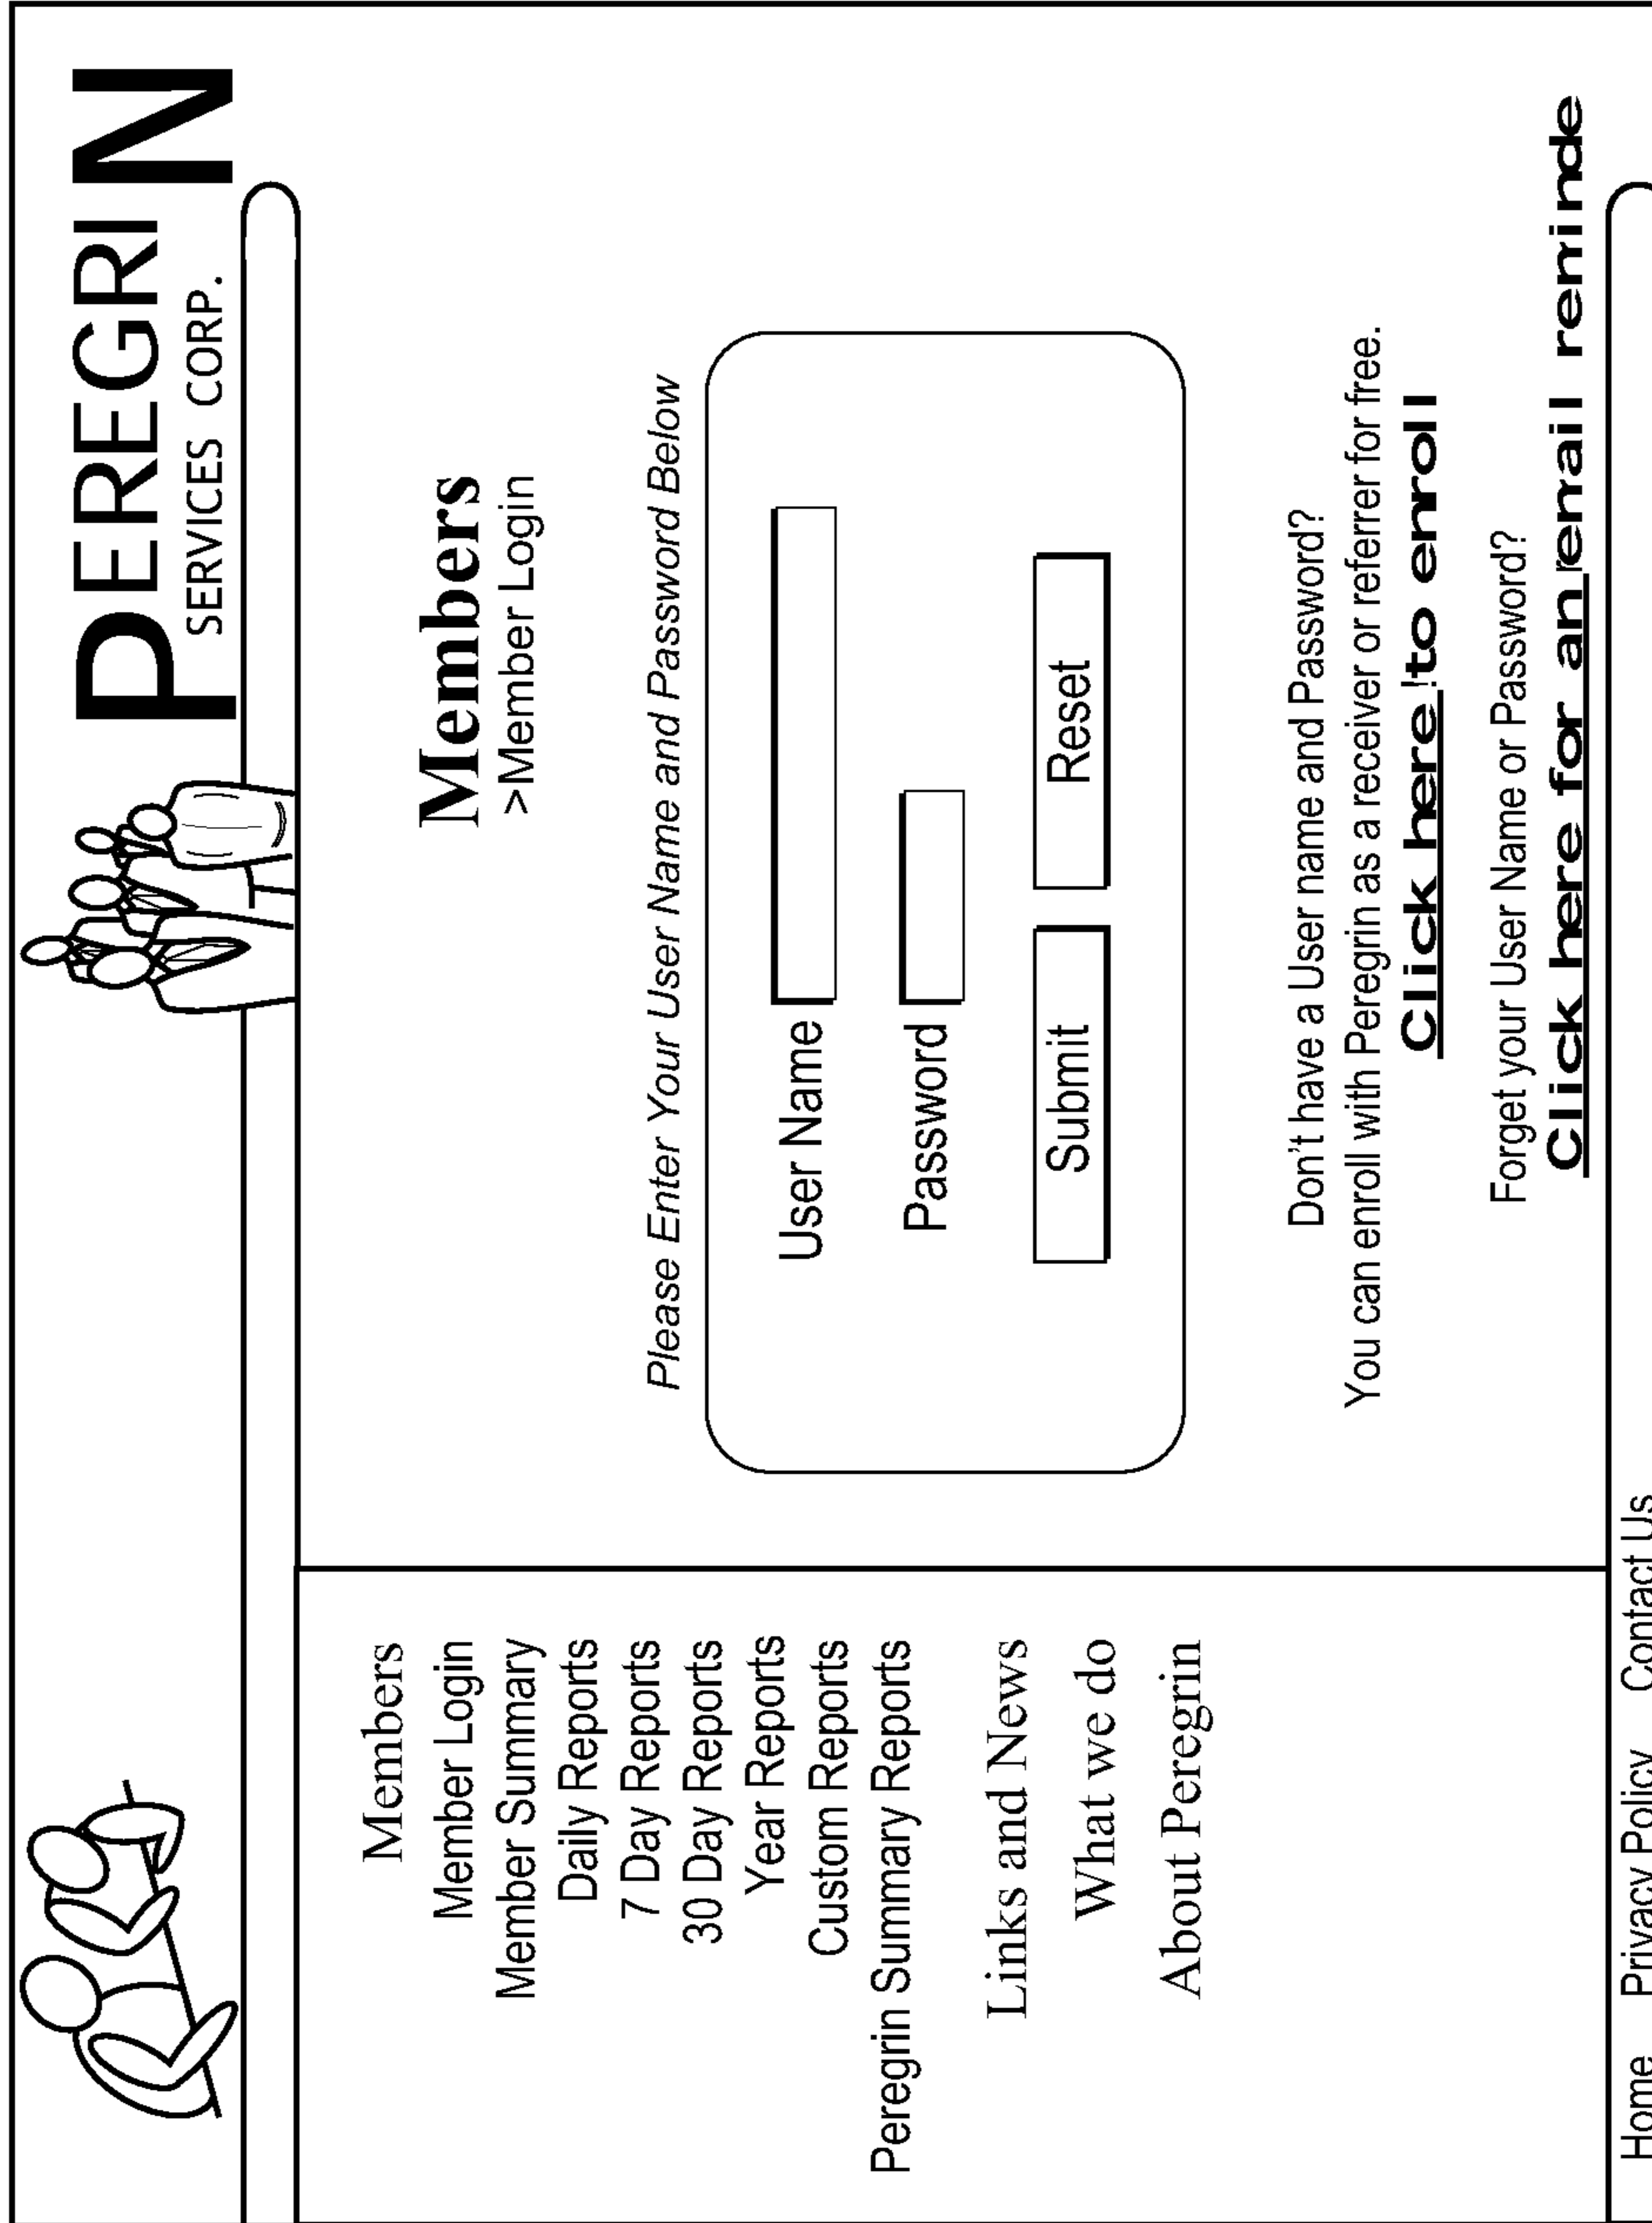 PEREGRIN
SERVICES CORP.
Members
Member Login
Member Summary
Daily Reports
7 Day Reports
30 Day Reports
Year Reports
Custom Reports
Peregrin Summary Reports
Links and News
What we do
About Peregrin
Members
>Member Login
Please Enter Your User Name and Password Below
User Name
Password
Submit Reset
Don't have a User name and Password?
You can enroll with Peregrin as a receiver or referrer for free.
Click here to enroll
Forget your User Name or Password?
Click here for an email reminde
Home Privacy Policy Contact Us